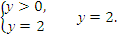 {y > 0,
y = 2    y = 2.